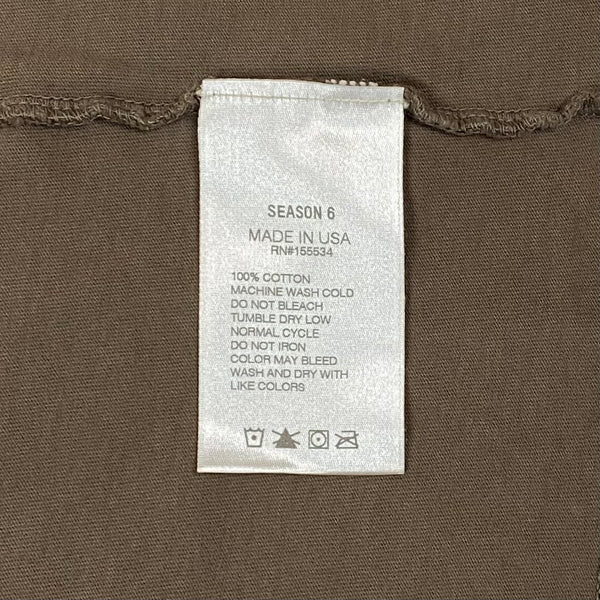 SEASON 6
MADE IN USA
RN#155534
100% COTTON
MACHINE WASH COLD
DO NOT BLEACH
TUMBLE DRY LOW
NORMAL CYCLE
DO NOT IRON
COLOR MAY BLEED
WASH AND DRY WITH
LIKE COLORS